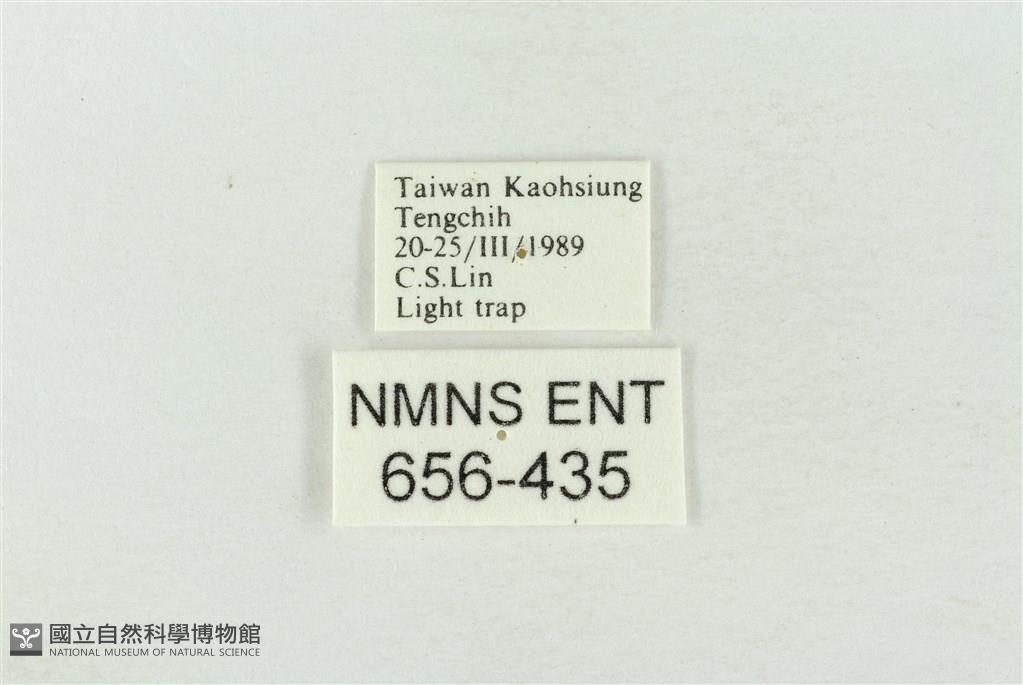 Taiwan Kaohsiung
Tengchih
20-25/III/1989
C.S.Lin
Light trap
NMNS ENT
656-435
國立自然科學博物館
NATIONAL MUSEUM OF NATURAL SCIENCE